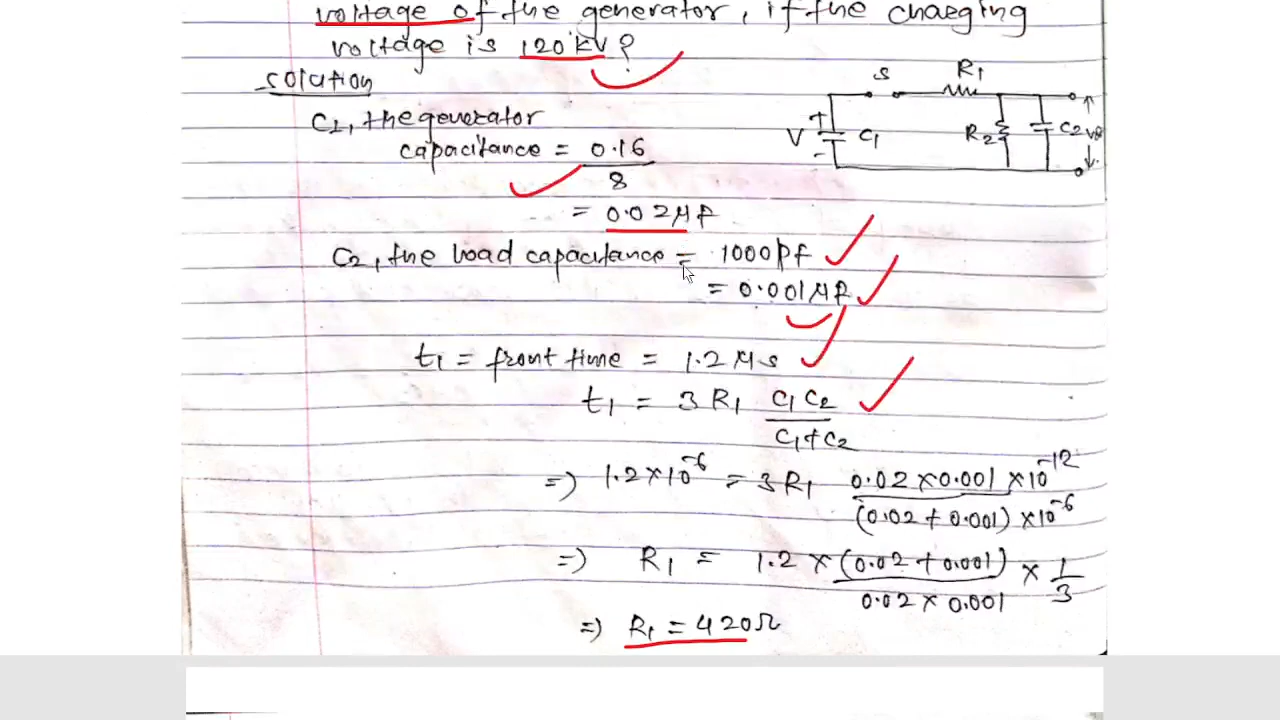 voltage of the generator, if the charging
voltage is 120 kV ?
solution
C1, the generator
capacitance = 0.16
8
= 0.02 μF
S
R1
V
+
-
C1
R2
C2
C2, the load capacitance = 1000 pf
= 0.001 μF
t1 = front time = 1.2 μs
t1 = 3 R1 C1 C2
C1 + C2
=) 1.2 × 10^-6 = 3 R1 0.02 × 0.001 × 10^-12
(0.02 + 0.001) × 10^-6
=) R1 = 1.2 × (0.02 + 0.001) × 1
0.02 × 0.001 3
=) R1 = 420 Ω